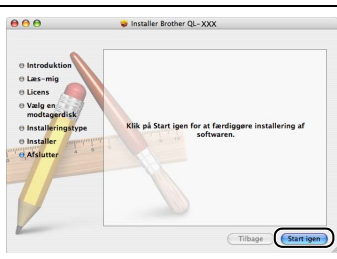 Installer Brother QL-XXX
Introduktion
Læs-mig
Licens
Vælg en
modtagerdisk
Installeringstype
Installer
Afslutter
Klik på Start igen for at færdiggøre installering af
softwaren.
Tilbage
Start igen